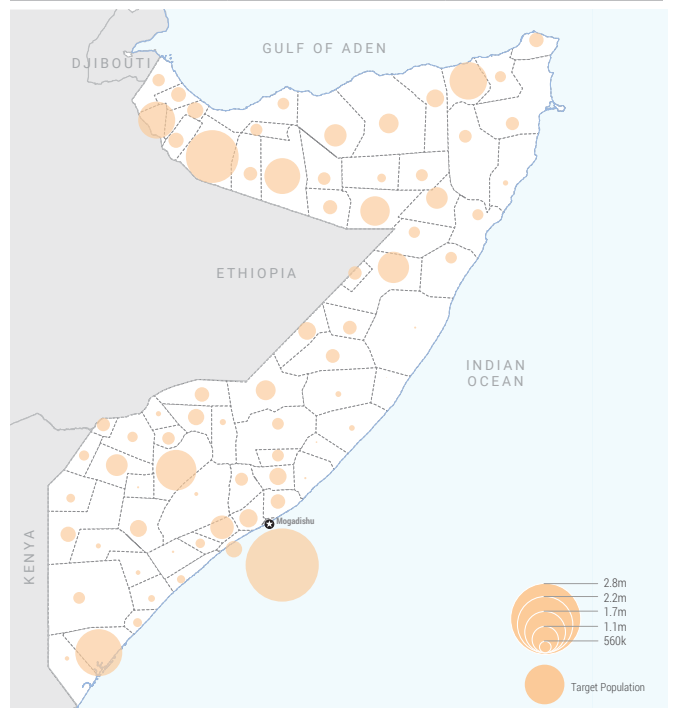 GULF OF ADEN
DJIBOUTI
ETHIOPIA
INDIAN
OCEAN
Mogadishu
KENYA
2.8m
2.2m
1.7m
1.1m
560k
Target Population